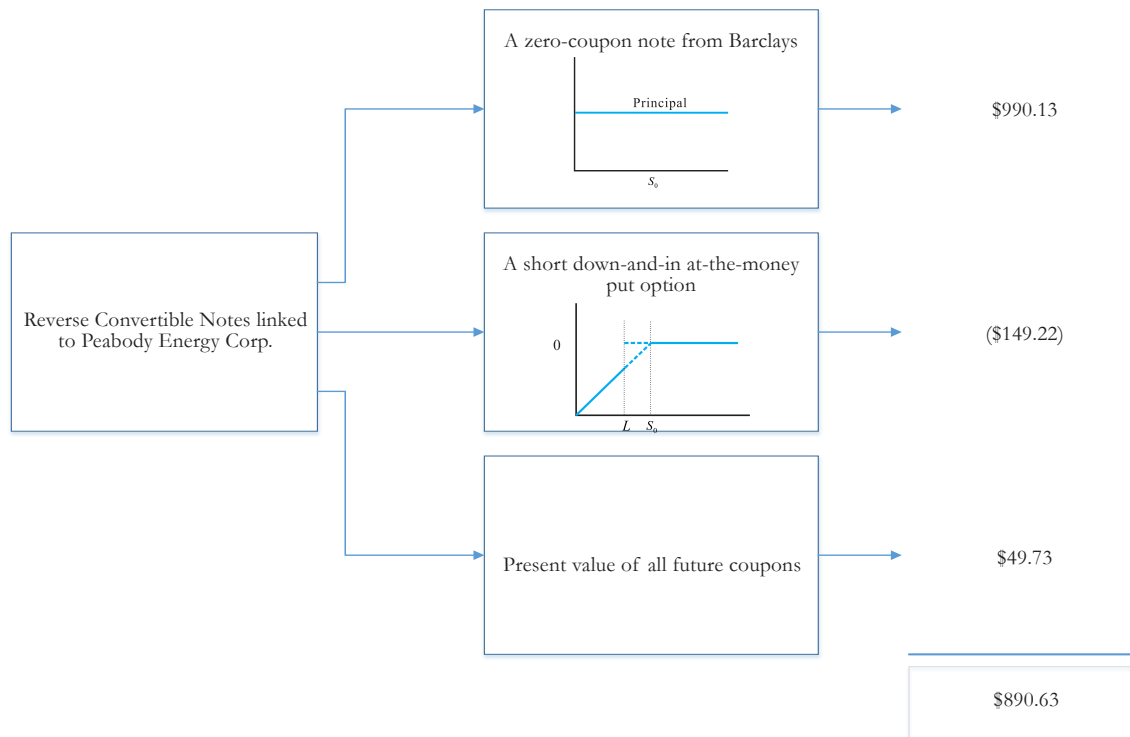 A zero-coupon note from Barclays
Principal
S₀
$990.13
Reverse Convertible Notes linked
to Peabody Energy Corp.
A short down-and-in at-the-money
put option
0
L S₀
($149.22)
Present value of all future coupons
$49.73
$890.63